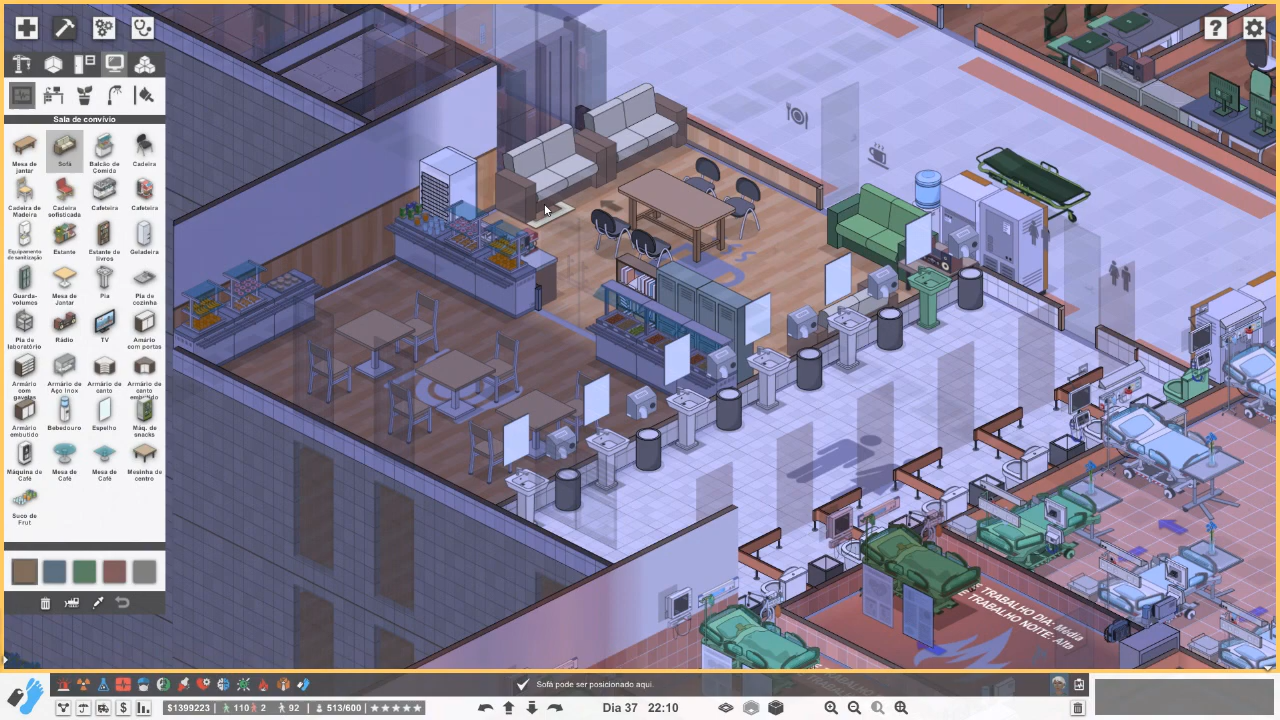 Sala de convívio
Mesa de jantar
Sofá
Balcão de Comida
Cadeira
Cadeira de Madeira
Cadeira sofisticada
Cafeteira
Cafeteira
Equipamento de sanitização
Estante
Estante de livros
Geladeira
Guarda-volumes
Mesa de Jantar
Pia
Pia de cozinha
Pia de laboratório
Rádio
TV
Armário com portas
Armário com gavetas
Armário de Aço Inox
Armário de canto
Armário de canto embutido
Armário embutido
Bebedouro
Espelho
Máq. de snacks
Máquina de Café
Mesa de Café
Mesa de Café
Mesinha de centro
Suco de Frut
?
TRABALHO DIA: Média
TRABALHO NOITE: Alta
Sofá pode ser posicionado aqui.
$1399223 110 2 92 513/600
Dia 37 22:10